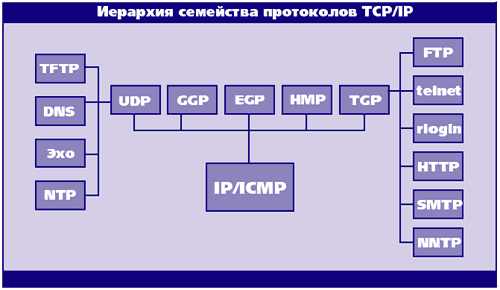 Иерархия семейства протоколов TCP/IP
TFTP
DNS
Эхо
NTP
UDP
GGP
EGP
HMP
TGP
IP/ICMP
FTP
telnet
rlogin
HTTP
SMTP
NNTP